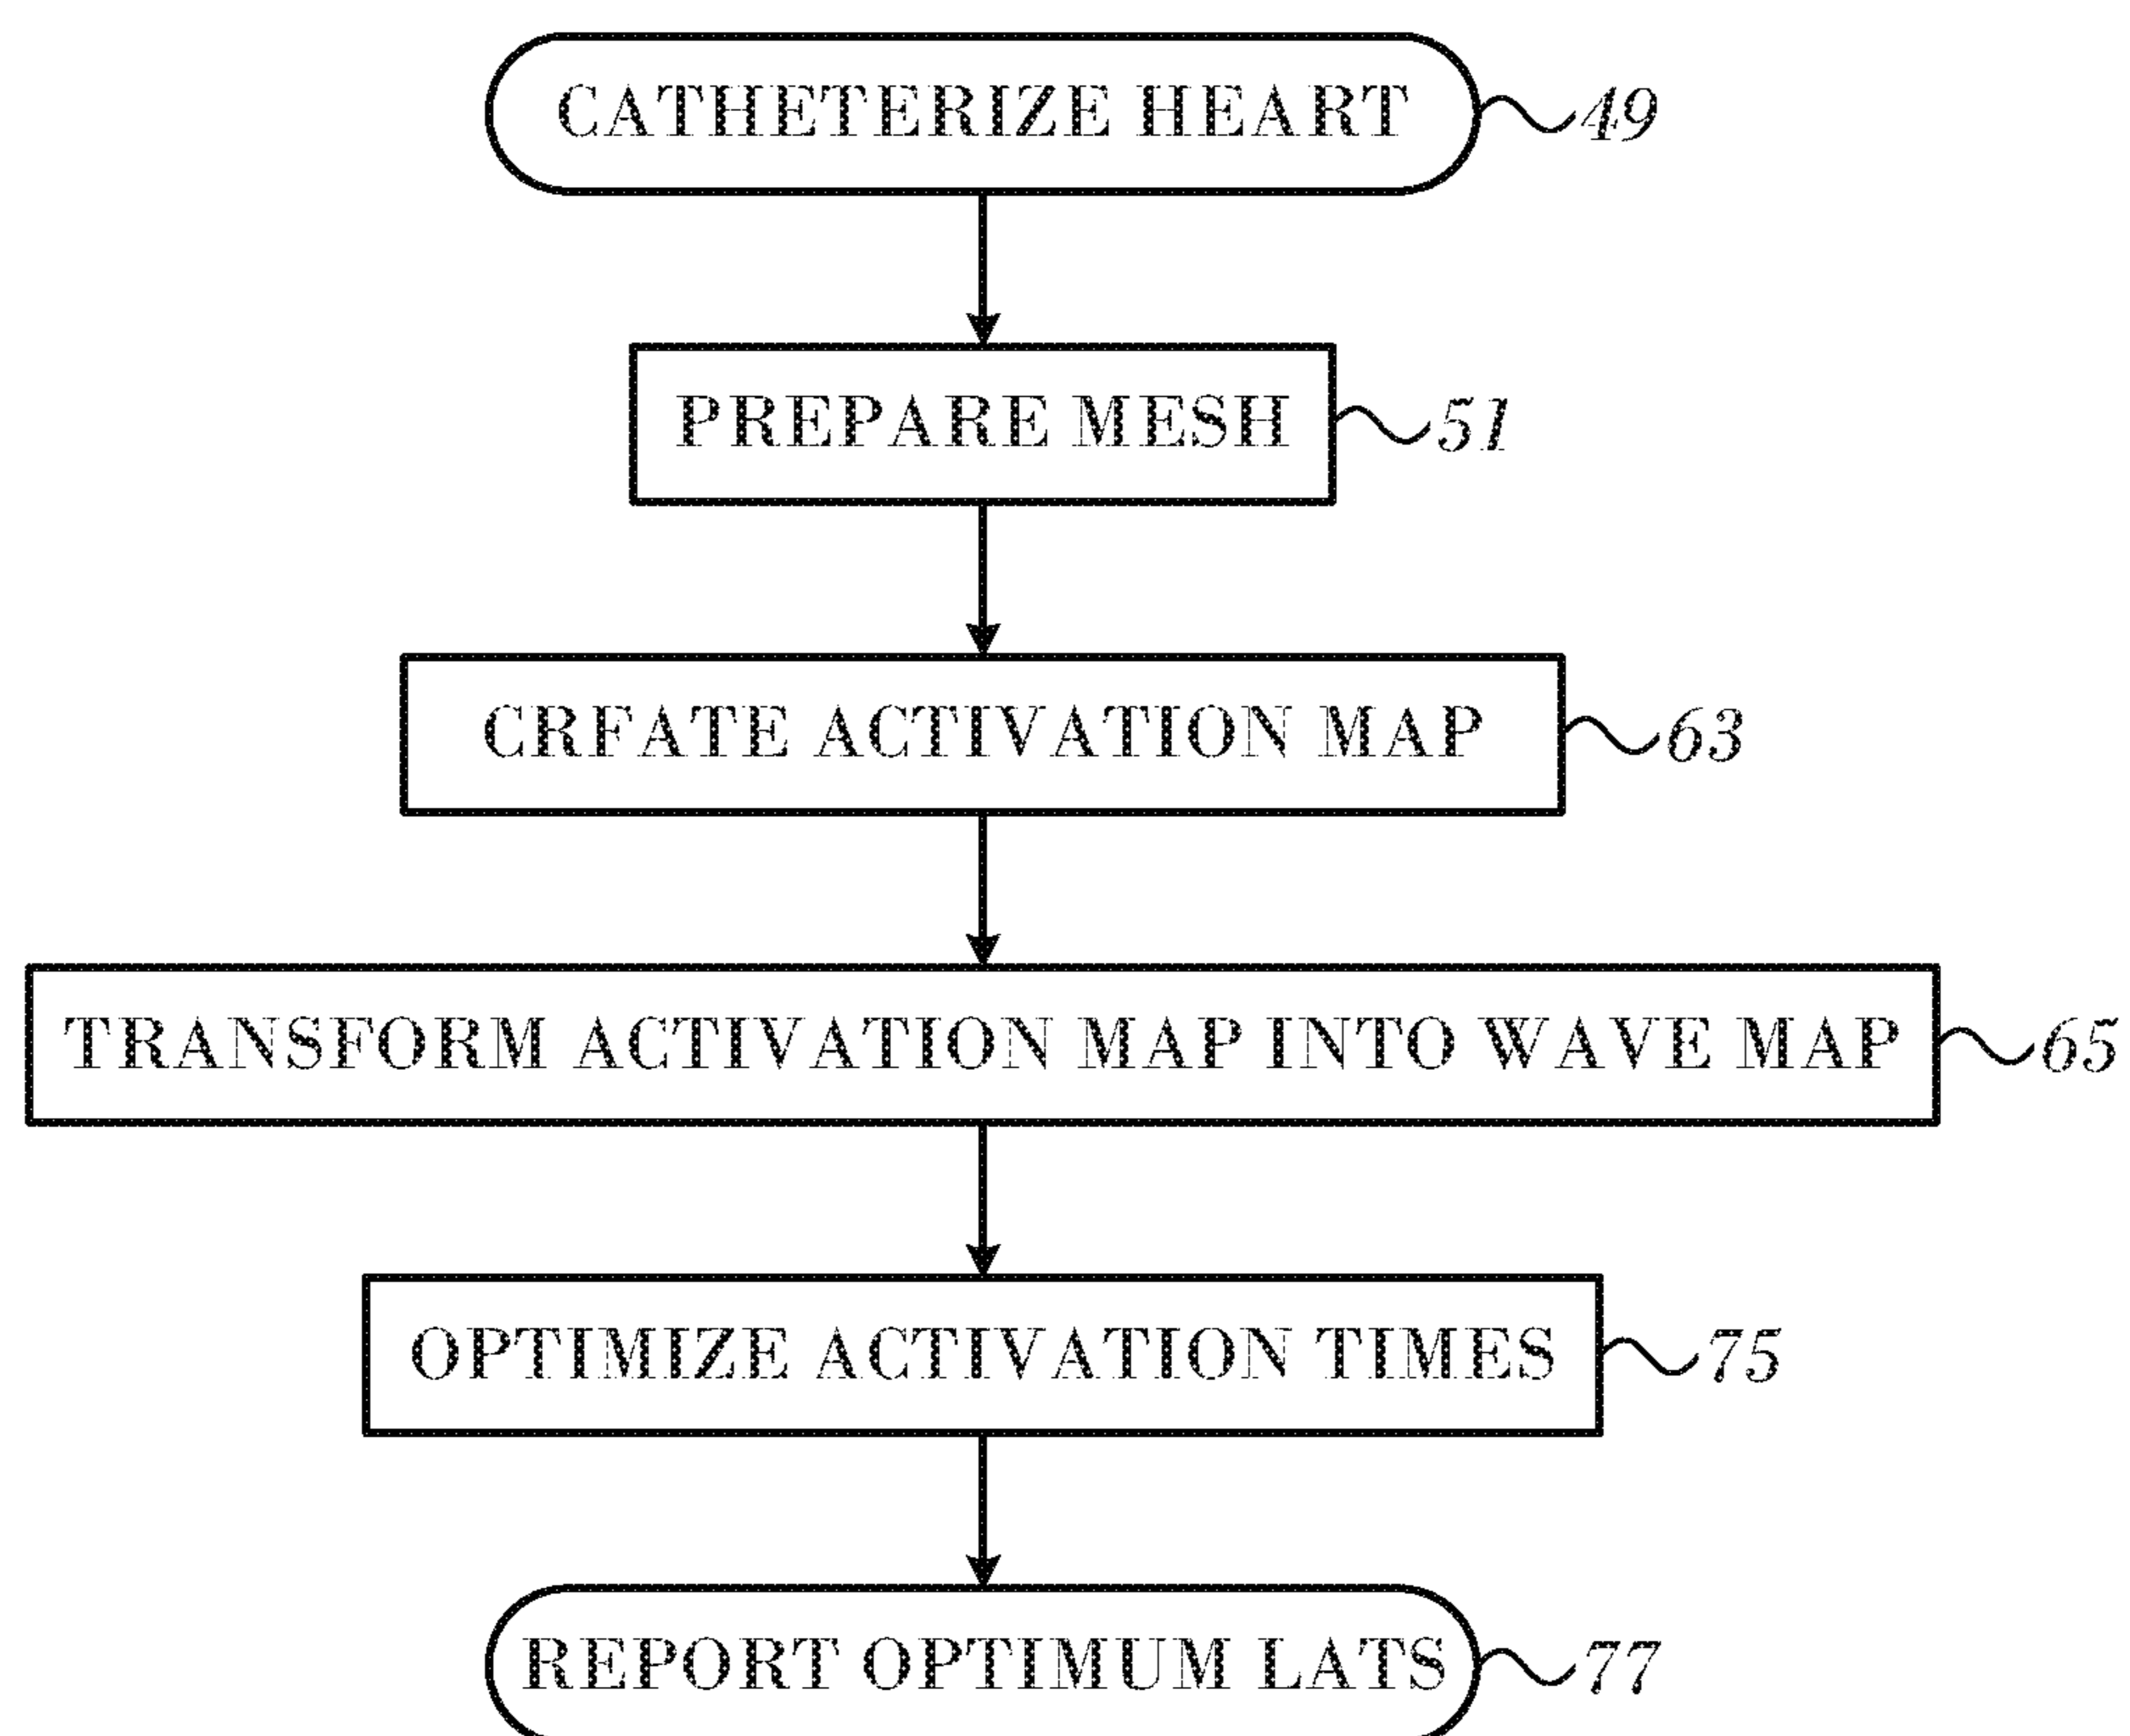 CATHETERIZE HEART 49
PREPARE MESH 51
CRFATE ACTIVATION MAP 63
TRANSFORM ACTIVATION MAP INTO WAVE MAP 65
OPTIMIZE ACTIVATION TIMES 75
REPORT OPTIMUM LATS 77